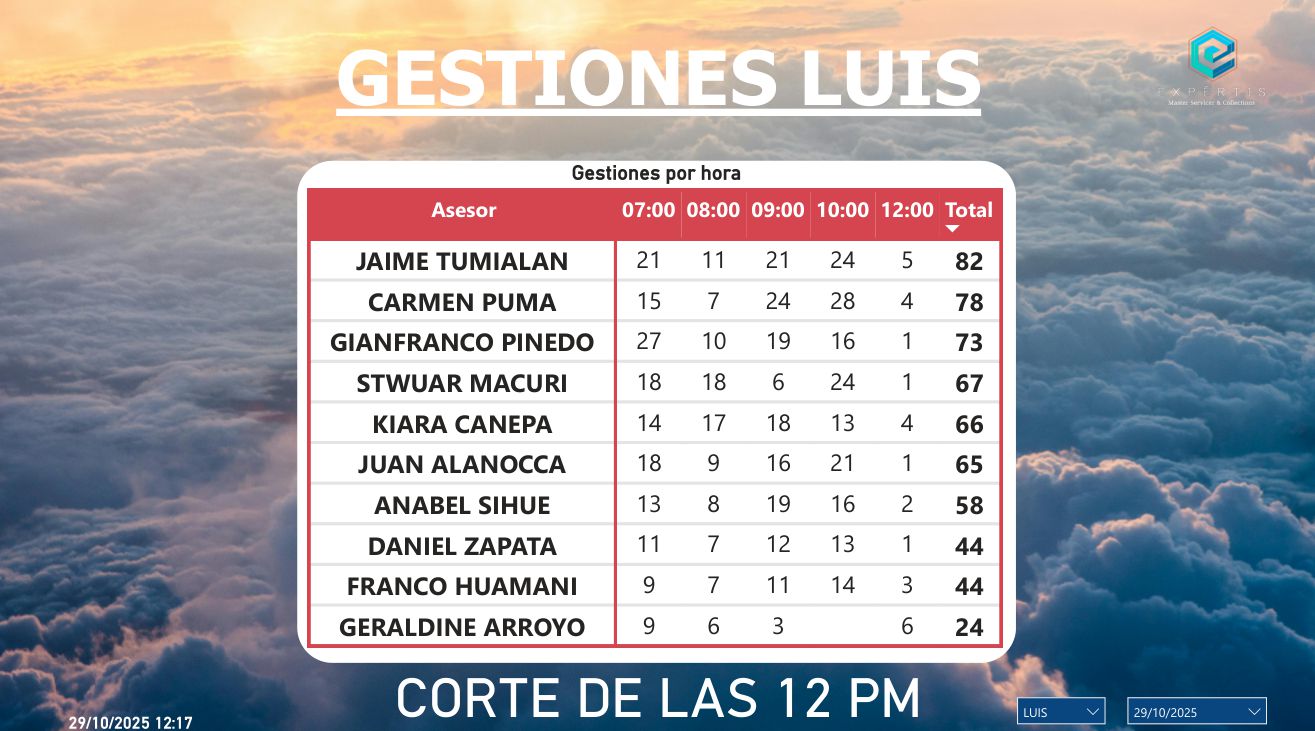 GESTIONES LUIS
EXPERTIS
Master Servicer & Collections
Gestiones por hora
Asesor 07:00 08:00 09:00 10:00 12:00 Total
JAIME TUMIALAN 21 11 21 24 5 82
CARMEN PUMA 15 7 24 28 4 78
GIANFRANCO PINEDO 27 10 19 16 1 73
STWUAR MACURI 18 18 6 24 1 67
KIARA CANEPA 14 17 18 13 4 66
JUAN ALANOCCA 18 9 16 21 1 65
ANABEL SIHUE 13 8 19 16 2 58
DANIEL ZAPATA 11 7 12 13 1 44
FRANCO HUAMANI 9 7 11 14 3 44
GERALDINE ARROYO 9 6 3 6 24
CORTE DE LAS 12 PM
29/10/2025 12:17
LUIS
29/10/2025